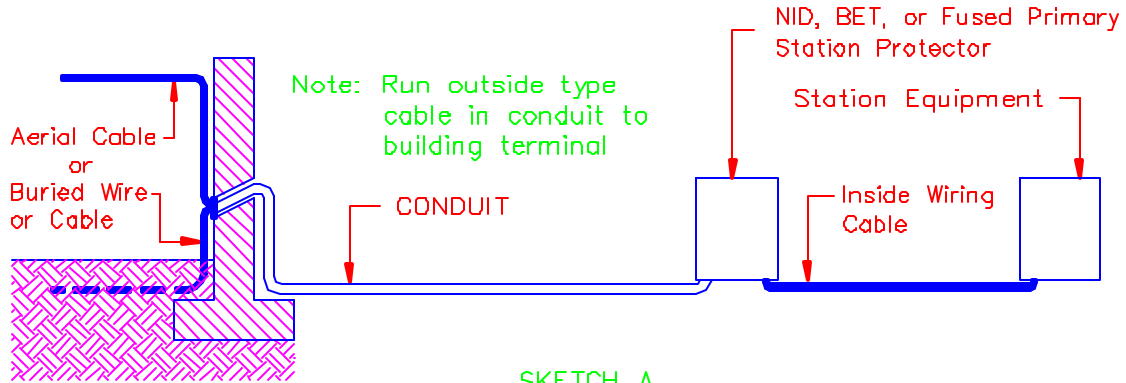 NID, BET, or Fused Primary
Station Protector
Note: Run outside type
cable in conduit to
building terminal
Station Equipment
Aerial Cable
or
Buried Wire
or Cable
CONDUIT
Inside Wiring
Cable
SKETCH A